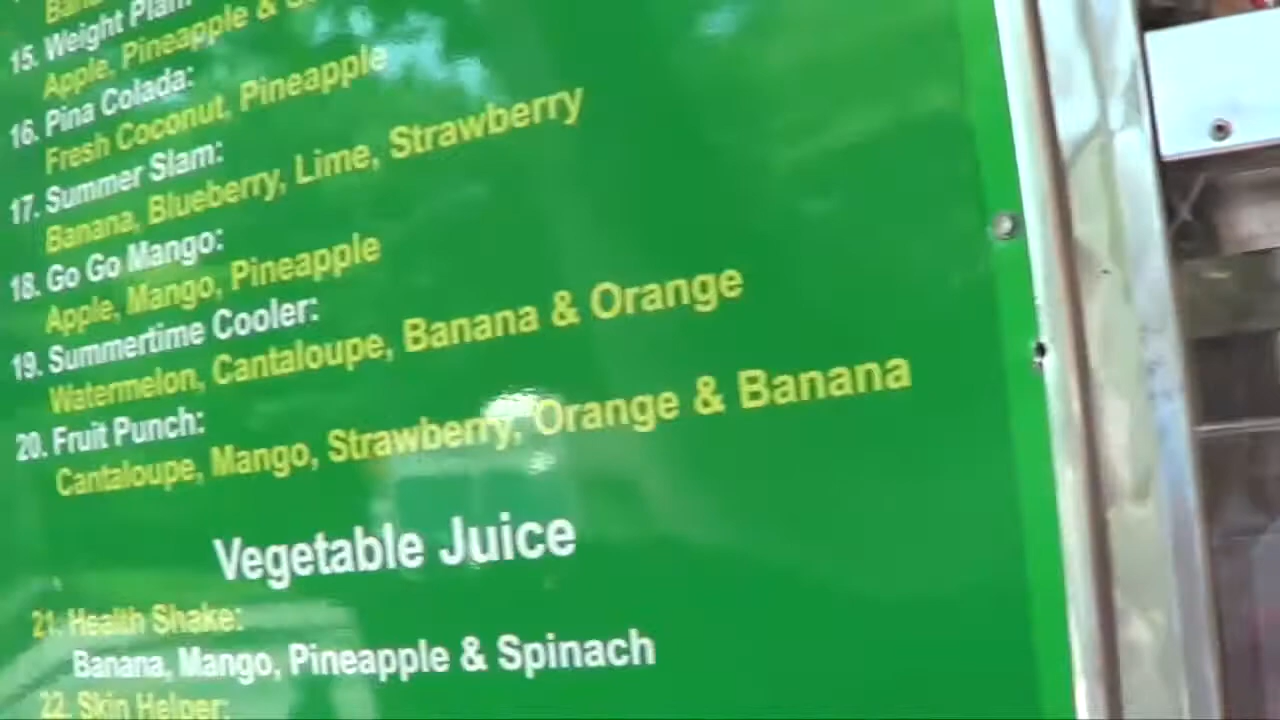 15. Weight Plan:
Apple, Pineapple &
16. Pina Colada:
Fresh Coconut, Pineapple
17. Summer Slam:
Banana, Blueberry, Lime, Strawberry
18. Go Go Mango:
Apple, Mango, Pineapple
19. Summertime Cooler:
Watermelon, Cantaloupe, Banana & Orange
20. Fruit Punch:
Cantaloupe, Mango, Strawberry, Orange & Banana
Vegetable Juice
21. Health Shake:
Banana, Mango, Pineapple & Spinach
22. Skin Helper: